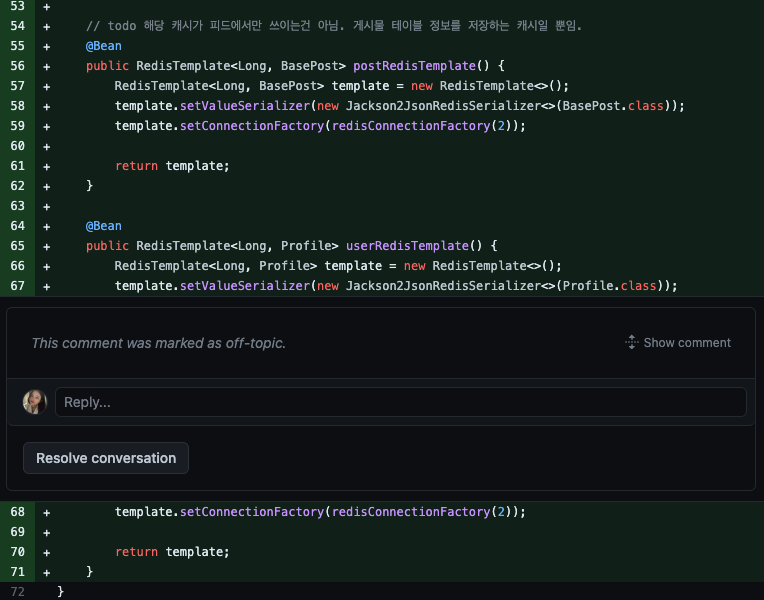 53 +
54 + // todo 해당 캐시가 피드에서만 쓰이는건 아님. 게시물 테이블 정보를 저장하는 캐시일 뿐임.
55 + @Bean
56 + public RedisTemplate<Long, BasePost> postRedisTemplate() {
57 + RedisTemplate<Long, BasePost> template = new RedisTemplate<>();
58 + template.setValueSerializer(new Jackson2JsonRedisSerializer<>(BasePost.class));
59 + template.setConnectionFactory(redisConnectionFactory(2));
60 +
61 + return template;
62 + }
63 +
64 + @Bean
65 + public RedisTemplate<Long, Profile> userRedisTemplate() {
66 + RedisTemplate<Long, Profile> template = new RedisTemplate<>();
67 + template.setValueSerializer(new Jackson2JsonRedisSerializer<>(Profile.class));
This comment was marked as off-topic. Show comment
Reply...
Resolve conversation
68 + template.setConnectionFactory(redisConnectionFactory(2));
69 +
70 + return template;
71 + }
72 }